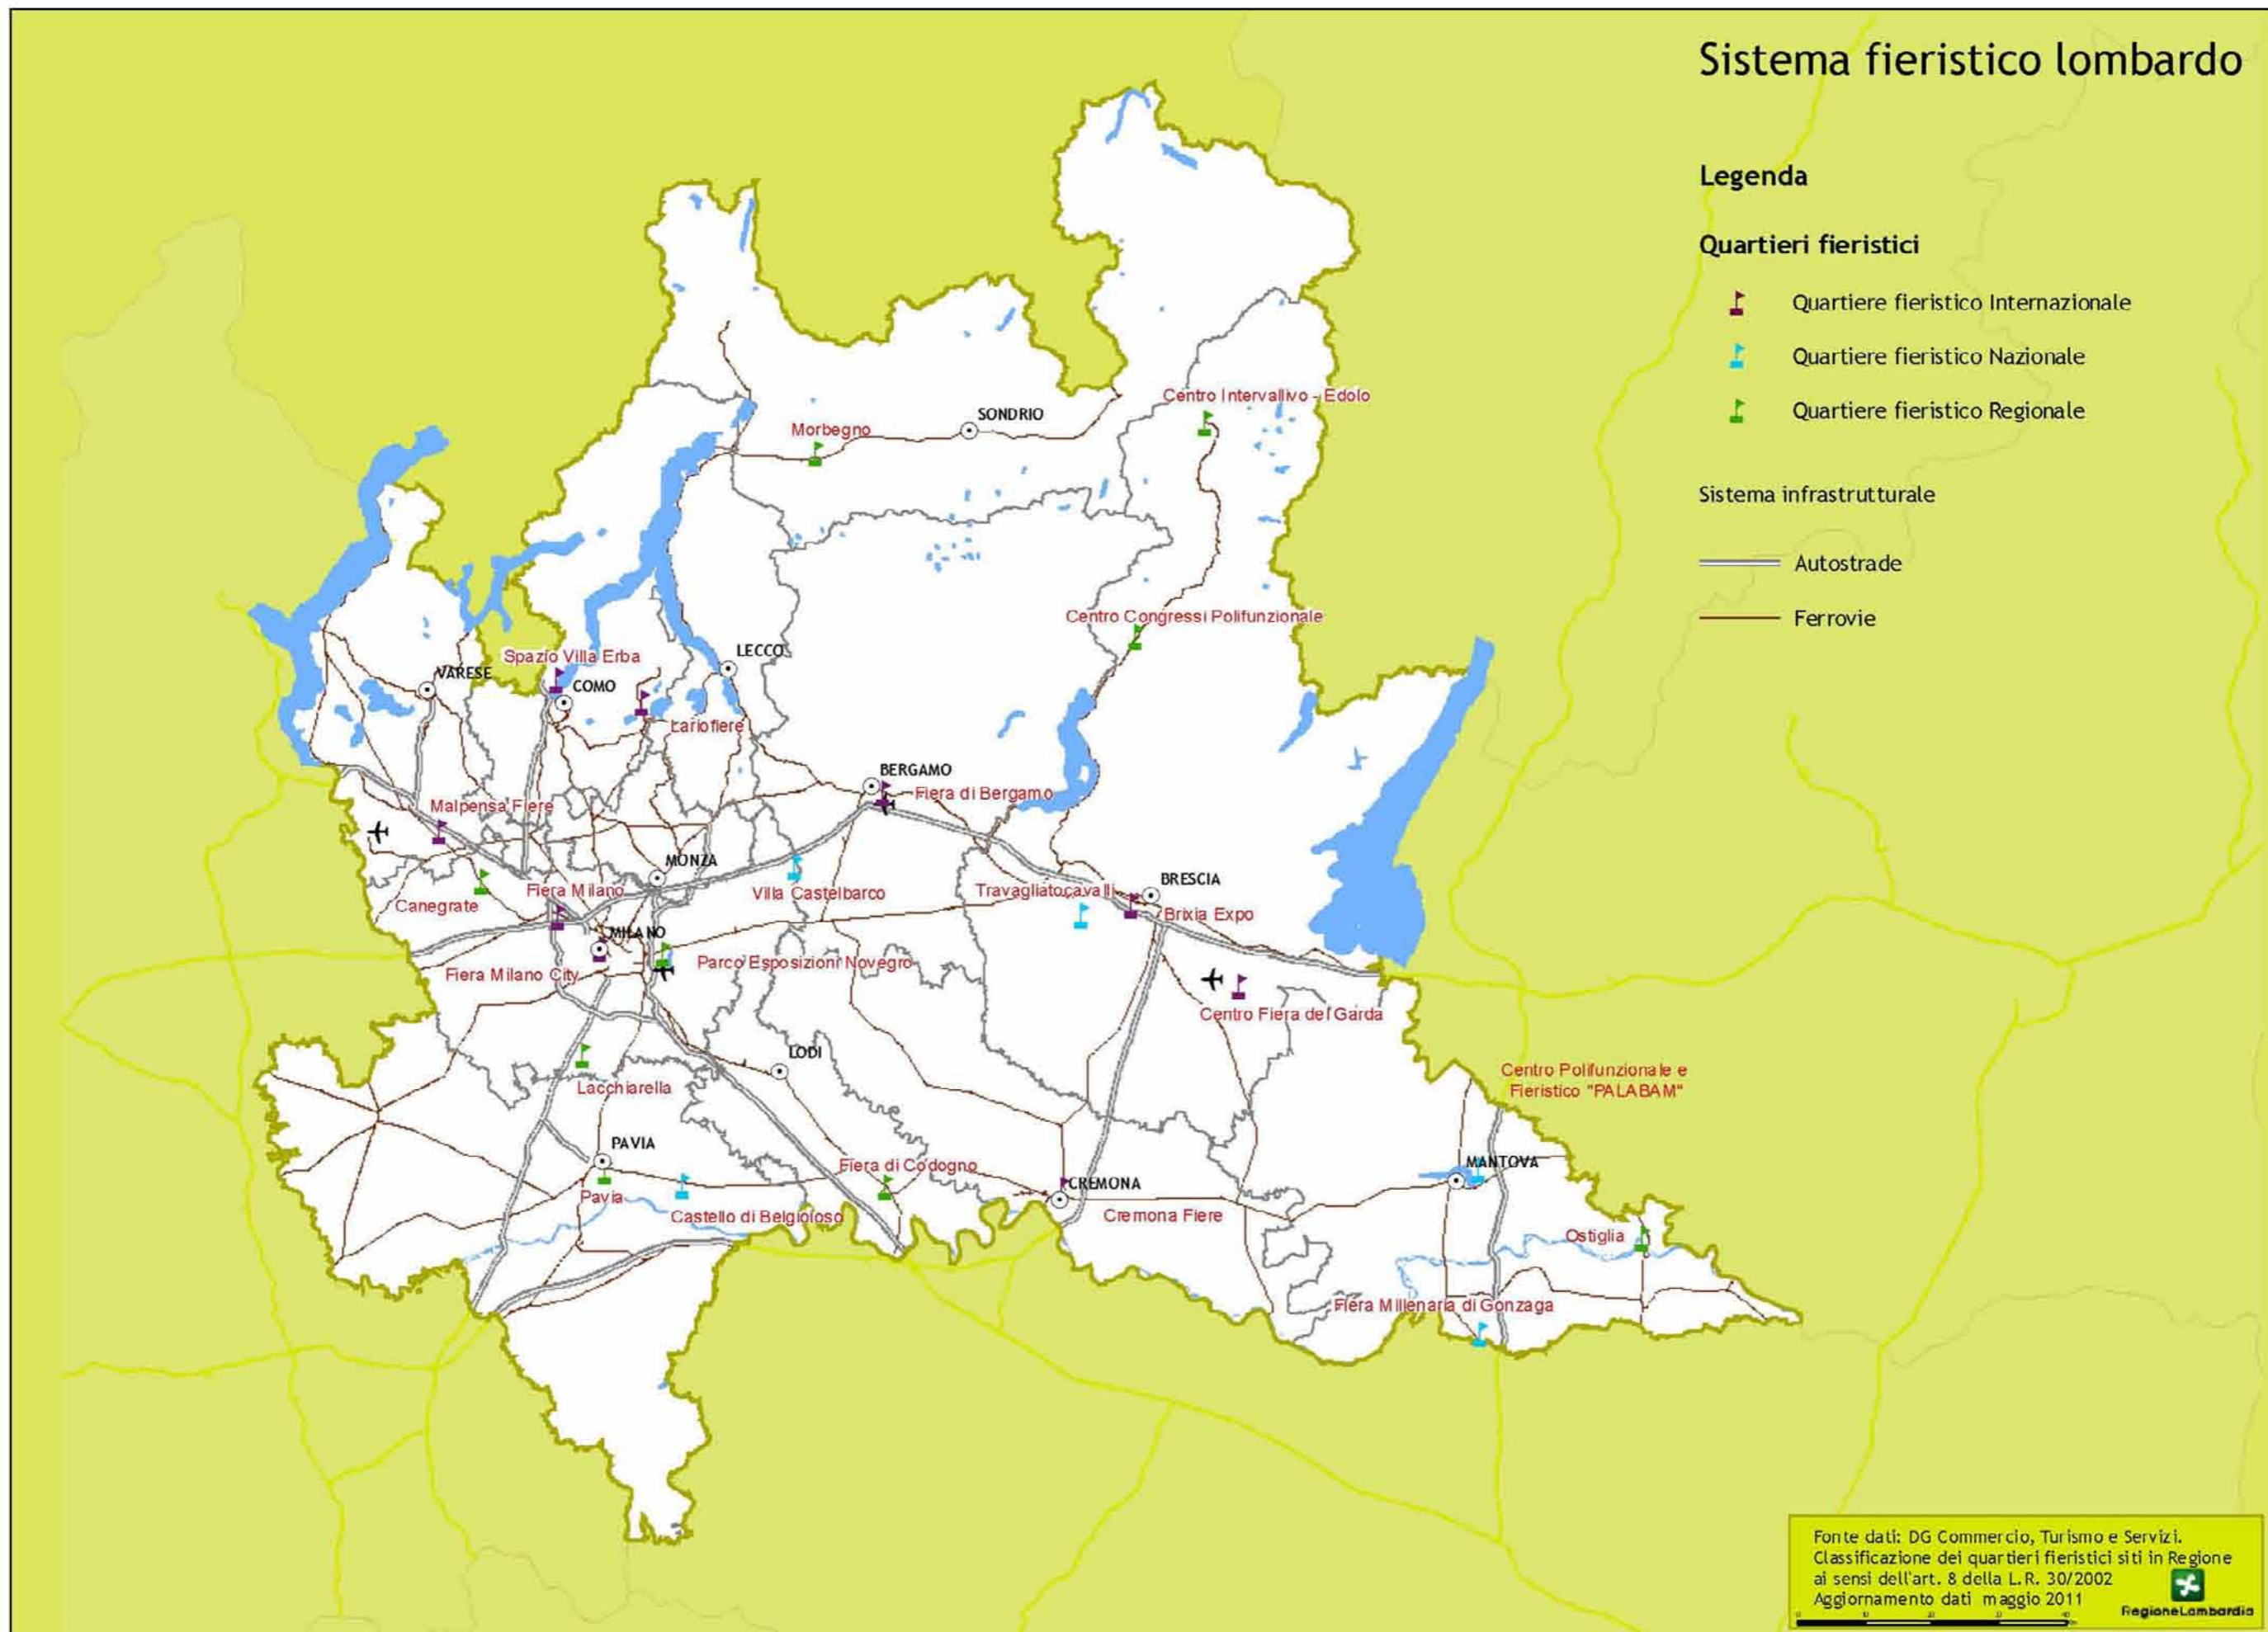 Sistema fieristico lombardo
Legenda
Quartieri fieristici
Quartiere fieristico Internazionale
Quartiere fieristico Nazionale
Quartiere fieristico Regionale
Sistema infrastrutturale
Autostrade
Ferrovie
Centro Intervallivo - Edolo
SONDRIO
Morbegno
Centro Congressi Polifunzionale
LECCO
Spazio Villa Erba
VARESE
COMO
Lariofiere
BERGAMO
Fiera di Bergamo
Malpensa Fiere
MONZA
BRESCIA
Fiera Milano
Villa Castelbarco
Travagliatocavalli
Canegrate
Brixia Expo
MILANO
Parco Esposizioni Novegro
Fiera Milano City
Centro Fiera del Garda
LODI
Centro Polifunzionale e
Fieristico "PALABAM"
Lacchiarella
PAVIA
Fiera di Codogno
MANTOVA
CREMONA
Pavia
Castello di Belgioioso
Cremona Fiere
Ostiglia
Fiera Millenaria di Gonzaga
Fonte dati: DG Commercio, Turismo e Servizi.
Classificazione dei quartieri fieristici siti in Regione
ai sensi dell'art. 8 della L.R. 30/2002
Aggiornamento dati maggio 2011
RegioneLombardia